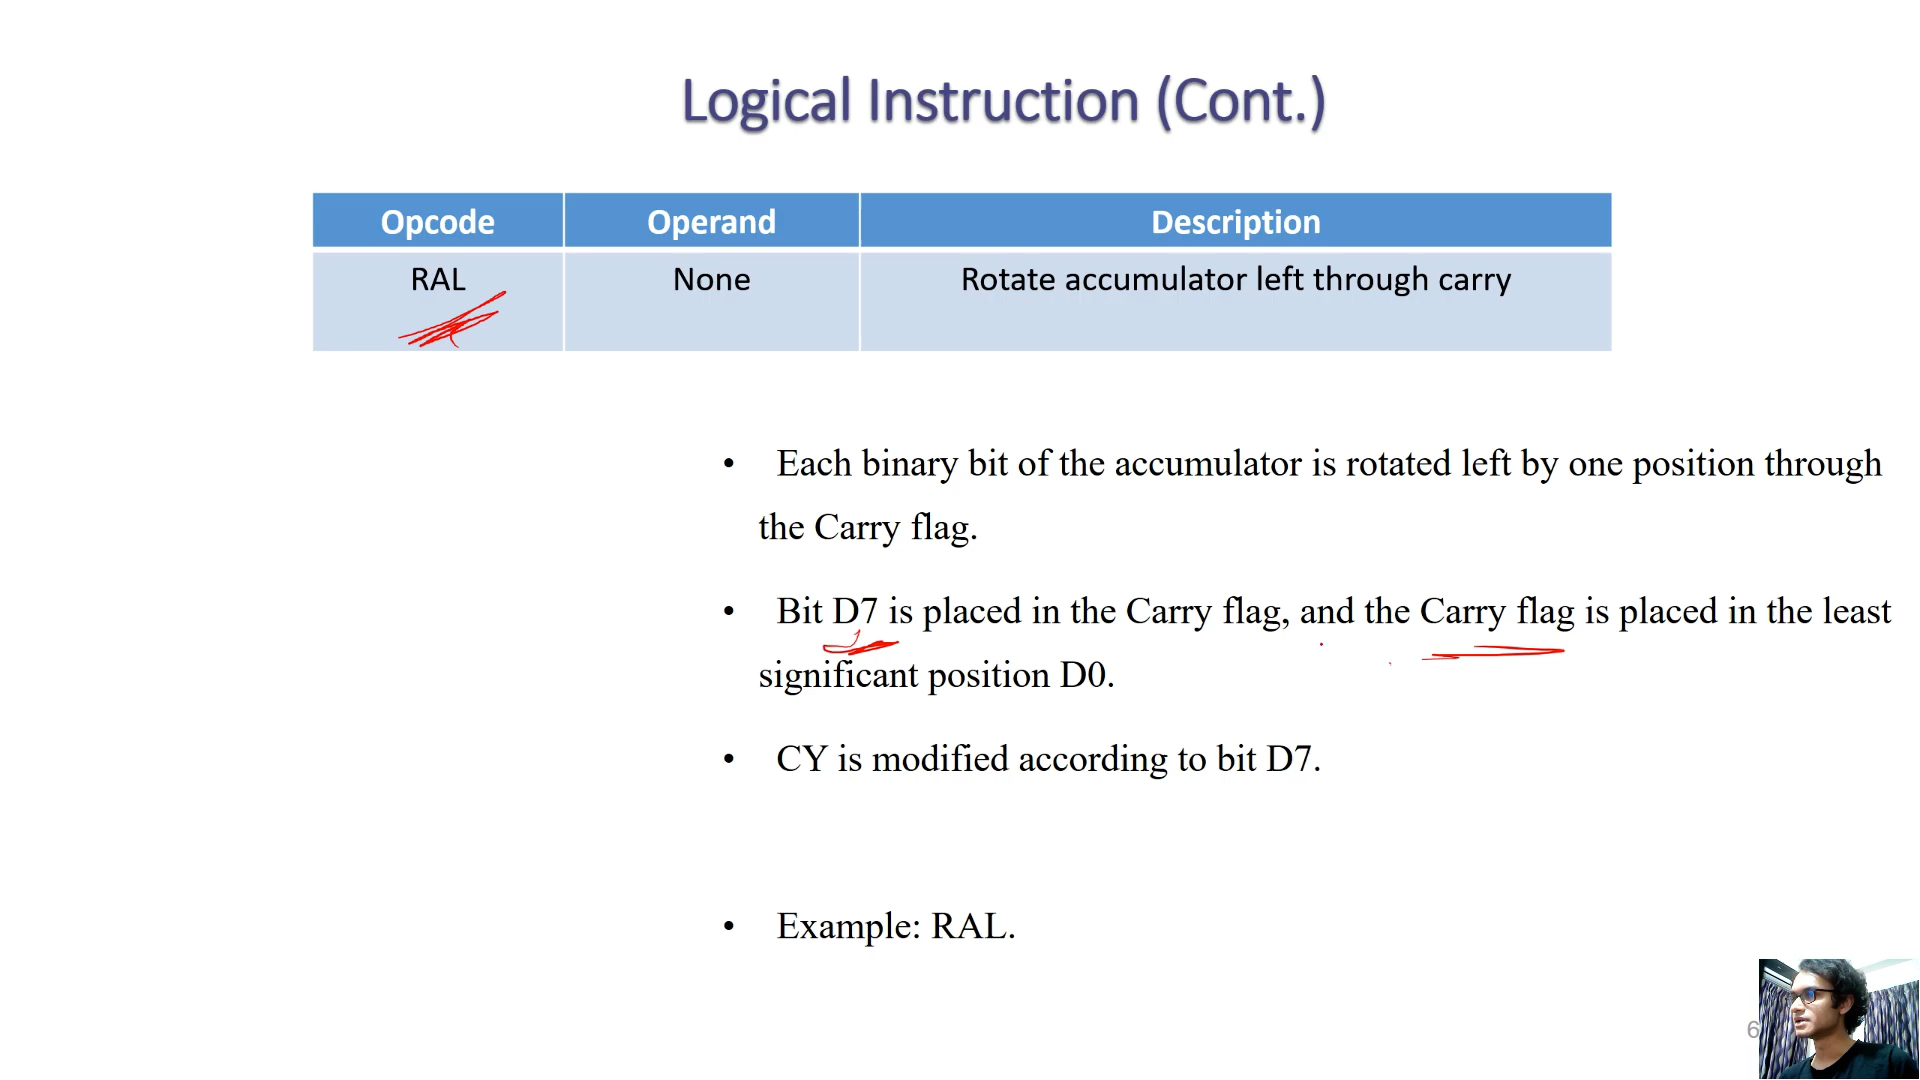 Logical Instruction (Cont.)
Opcode Operand Description
RAL None Rotate accumulator left through carry
• Each binary bit of the accumulator is rotated left by one position through
the Carry flag.
• Bit D7 is placed in the Carry flag, and the Carry flag is placed in the least
significant position D0.
• CY is modified according to bit D7.
• Example: RAL.
6